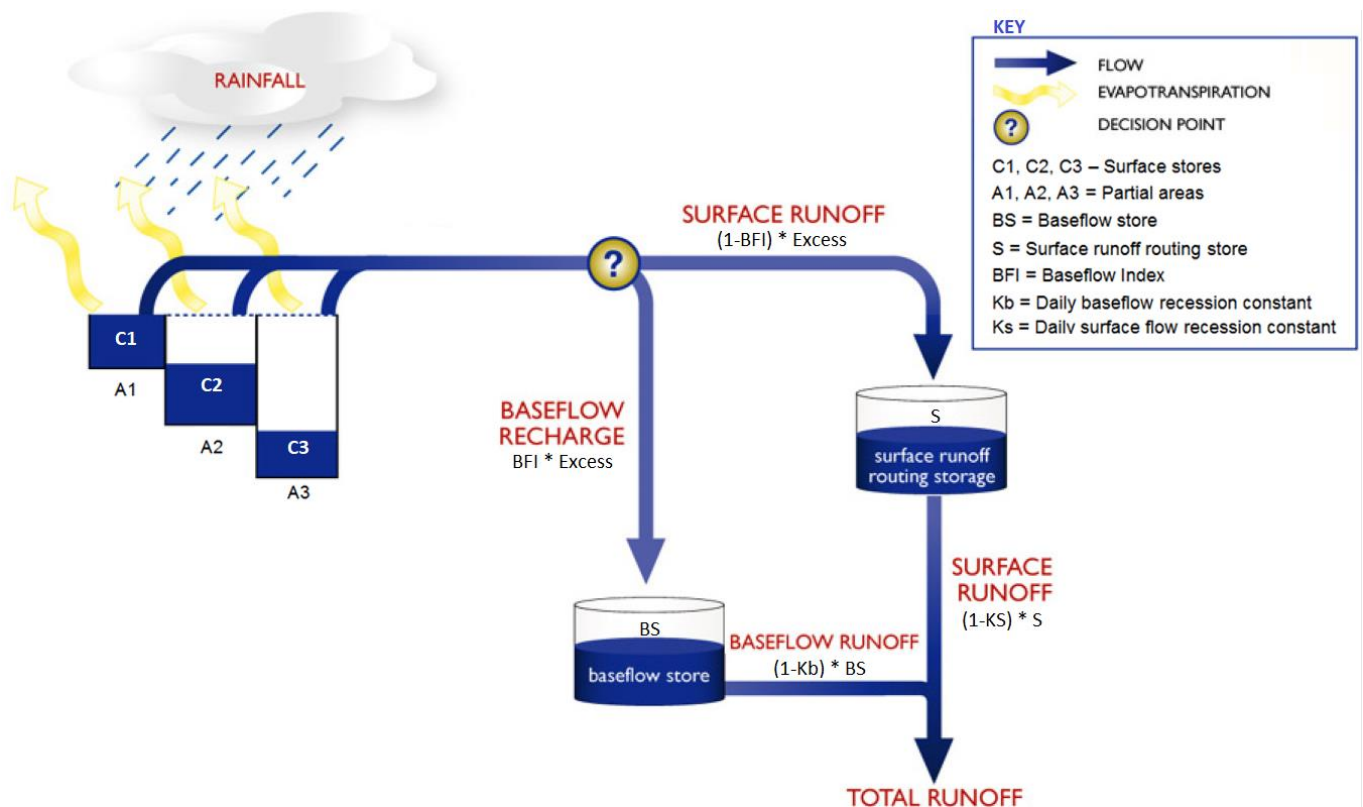 KEY
FLOW
EVAPOTRANSPIRATION
? DECISION POINT
C1, C2, C3 – Surface stores
A1, A2, A3 = Partial areas
BS = Baseflow store
S = Surface runoff routing store
BFI = Baseflow Index
Kb = Daily baseflow recession constant
Ks = Daily surface flow recession constant
RAINFALL
SURFACE RUNOFF
(1-BFI) * Excess
?
C1
A1
C2
A2
C3
A3
BASEFLOW
RECHARGE
BFI * Excess
S
surface runoff
routing storage
SURFACE
RUNOFF
(1-KS) * S
BS
baseflow store
BASEFLOW RUNOFF
(1-Kb) * BS
TOTAL RUNOFF